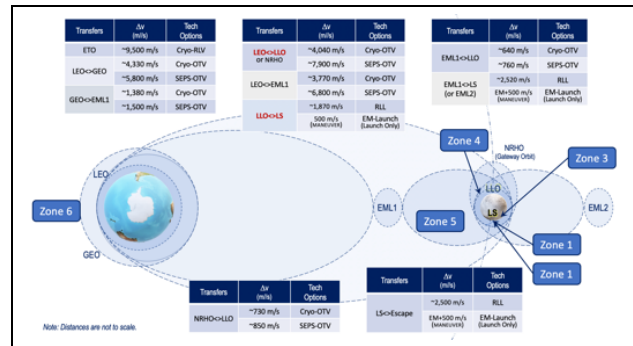 Transfers Δv (m/s) Tech Options
ETO ~9,500 m/s Cryo-RLV
LEO<>GEO ~4,330 m/s Cryo-OTV
~5,800 m/s SEPS-OTV
GEO<>EML1 ~1,380 m/s Cryo-OTV
~1,500 m/s SEPS-OTV
Transfers Δv (m/s) Tech Options
LEO<>LLO or NRHO ~4,040 m/s Cryo-OTV
~7,900 m/s SEPS-OTV
LEO<>EML1 ~3,770 m/s Cryo-OTV
~6,800 m/s SEPS-OTV
LLO<>LS ~1,870 m/s RLL
500 m/s (MANEUVER) EM-Launch (Launch Only)
Transfers Δv (m/s) Tech Options
EML1<>LLO ~640 m/s Cryo-OTV
~760 m/s SEPS-OTV
EML1<>LS (or EML2) ~2,520 m/s RLL
EM+500 m/s (MANEUVER) EM-Launch (Launch Only)
Zone 4
NRHO
(Gateway Orbit)
Zone 3
LEO
LLO
Zone 6
EML1
Zone 5
LS
EML2
GEO
Zone 1
Zone 1
Transfers Δv (m/s) Tech Options
NRHO<>LLO ~730 m/s Cryo-OTV
~850 m/s SEPS-OTV
Transfers Δv (m/s) Tech Options
LS<>Escape ~2,500 m/s RLL
EM+500 m/s (MANEUVER) EM-Launch (Launch Only)
Note: Distances are not to scale.